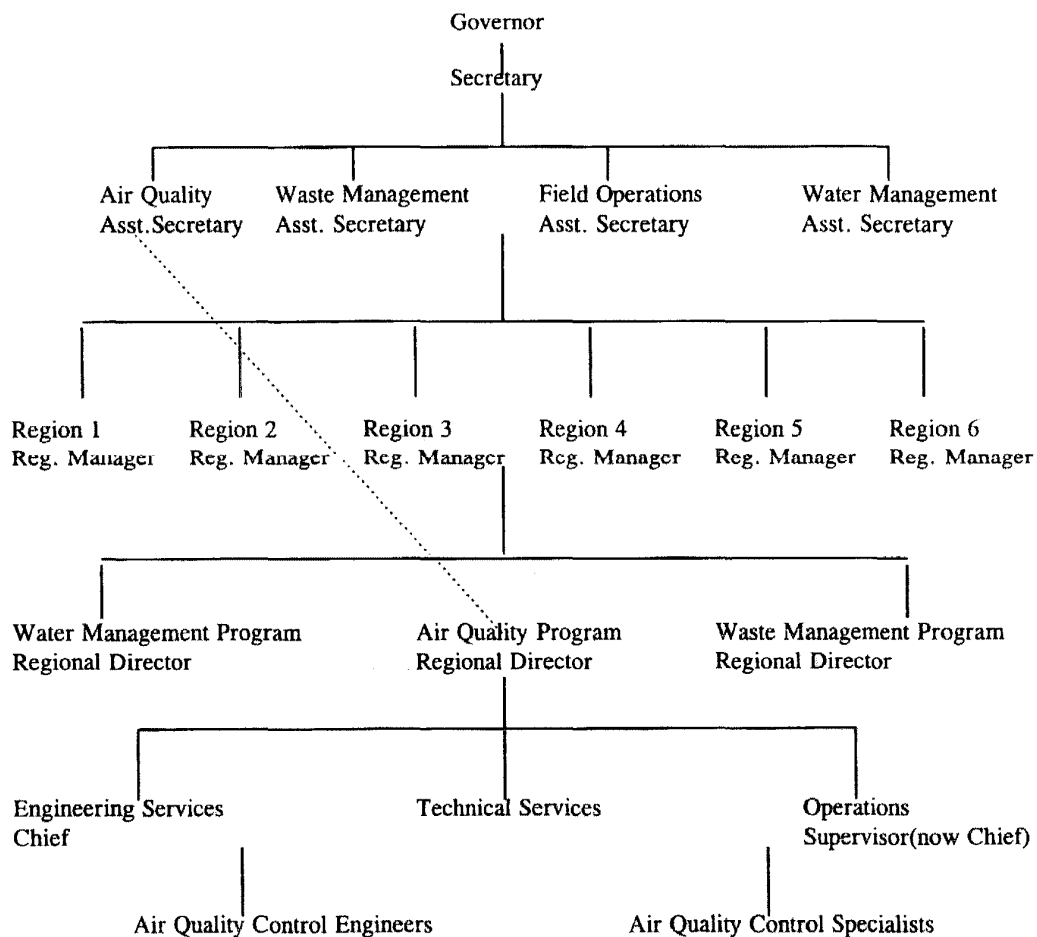 Governor
Secretary
Air Quality Waste Management Field Operations Water Management
Asst.Secretary Asst. Secretary Asst. Secretary Asst. Secretary
Region 1 Region 2 Region 3 Region 4 Region 5 Region 6
Reg. Manager Reg. Manager Reg. Manager Reg. Manager Reg. Manager Reg. Manager
Water Management Program Air Quality Program Waste Management Program
Regional Director Regional Director Regional Director
Engineering Services Technical Services Operations
Chief Supervisor(now Chief)
Air Quality Control Engineers Air Quality Control Specialists